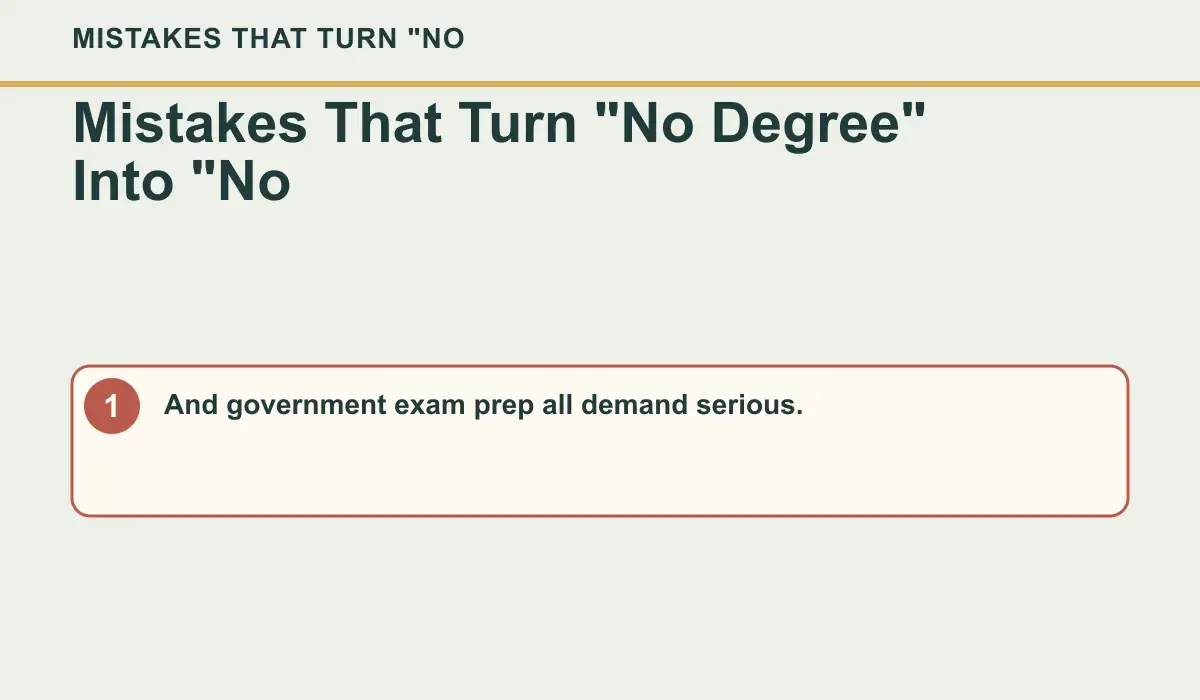 MISTAKES THAT TURN "NO
Mistakes That Turn "No Degree"
Into "No
1 And government exam prep all demand serious.